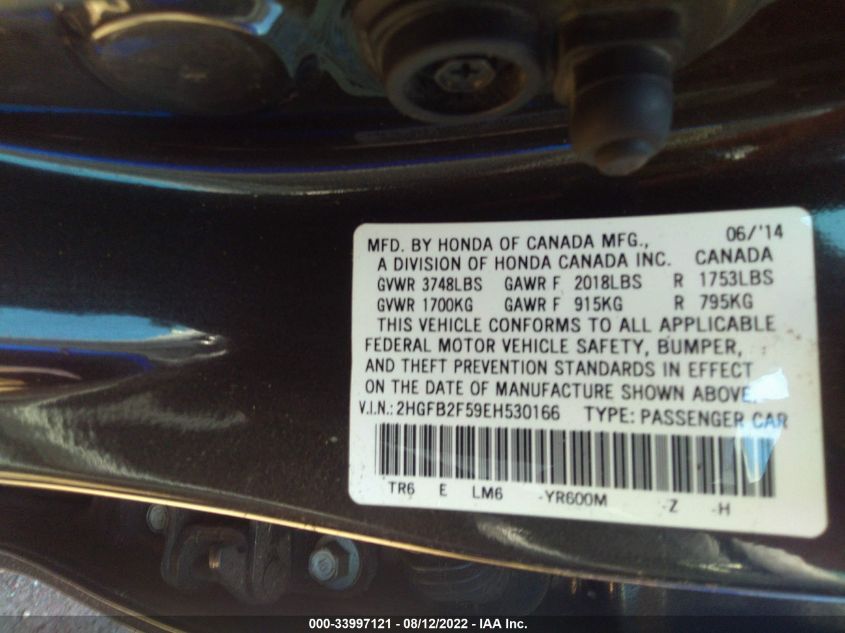 06/'14
MFD. BY HONDA OF CANADA MFG.,
A DIVISION OF HONDA CANADA INC. CANADA
GVWR 3748LBS GAWR F 2018LBS R 1753LBS
GVWR 1700KG GAWR F 915KG R 795KG
THIS VEHICLE CONFORMS TO ALL APPLICABLE
FEDERAL MOTOR VEHICLE SAFETY, BUMPER,
AND THEFT PREVENTION STANDARDS IN EFFECT
ON THE DATE OF MANUFACTURE SHOWN ABOVE.
V.I.N.: 2HGFB2F59EH530166 TYPE: PASSENGER CAR
TR6 E LM6 -YR600M -Z -H
000-33997121 - 08/12/2022 - IAA Inc.